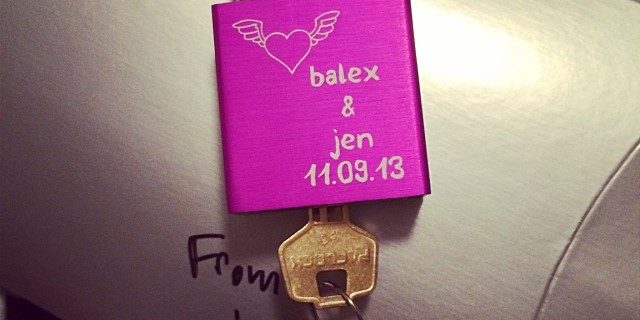 balex
&
jen
11.09.13
From